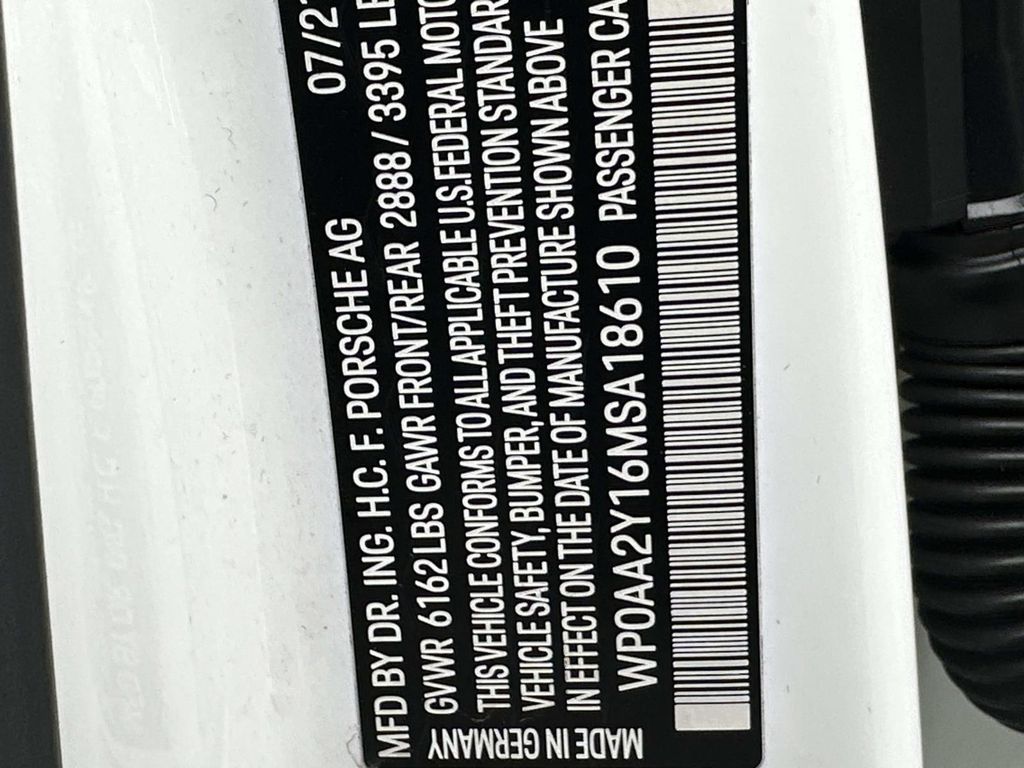 MFD BY DR. ING. H.C. F. PORSCHE AG 07/2
GVWR 6162 LBS GAWR FRONT/REAR 2888 / 3395 LB
THIS VEHICLE CONFORMS TO ALL APPLICABLE U.S. FEDERAL MOTO
VEHICLE SAFETY, BUMPER, AND THEFT PREVENTION STANDAR
IN EFFECT ON THE DATE OF MANUFACTURE SHOWN ABOVE
WP0AA2Y16MSA18610 PASSENGER CA
MADE IN GERMANY